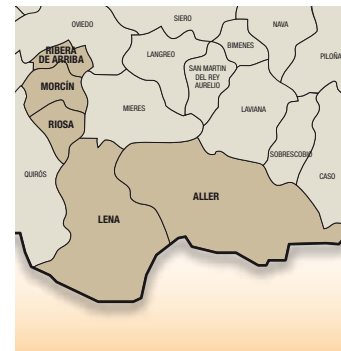 OVIEDO
SIERO
NAVA
RIBERA
DE ARRIBA
LANGREO
BIMENES
PILOÑA
SAN MARTIN
DEL REY
AURELIO
MORCÍN
MIERES
LAVIANA
RIOSA
SOBRESCOBIO
QUIRÓS
CASO
ALLER
LENA